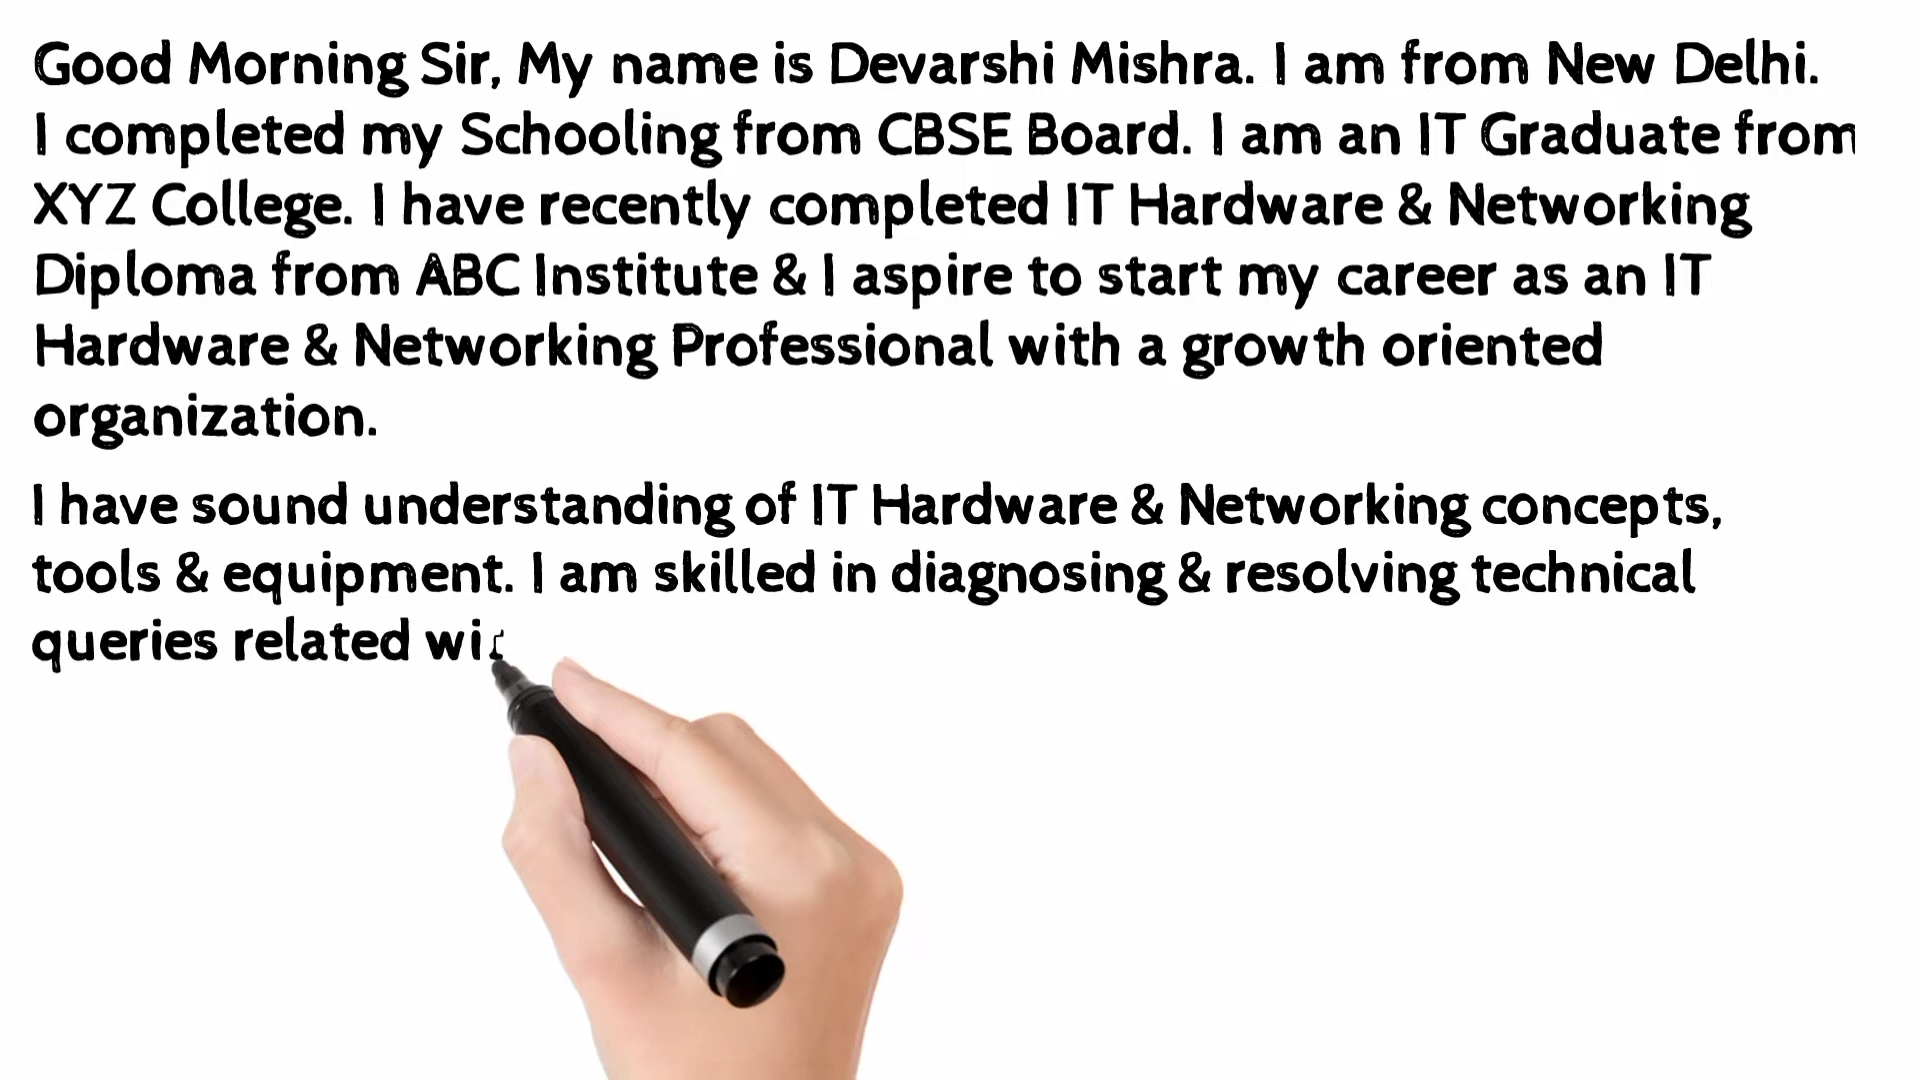 Good Morning Sir, My name is Devarshi Mishra. I am from New Delhi.
I completed my Schooling from CBSE Board. I am an IT Graduate from
XYZ College. I have recently completed IT Hardware & Networking
Diploma from ABC Institute & I aspire to start my career as an IT
Hardware & Networking Professional with a growth oriented
organization.
I have sound understanding of IT Hardware & Networking concepts,
tools & equipment. I am skilled in diagnosing & resolving technical
queries related